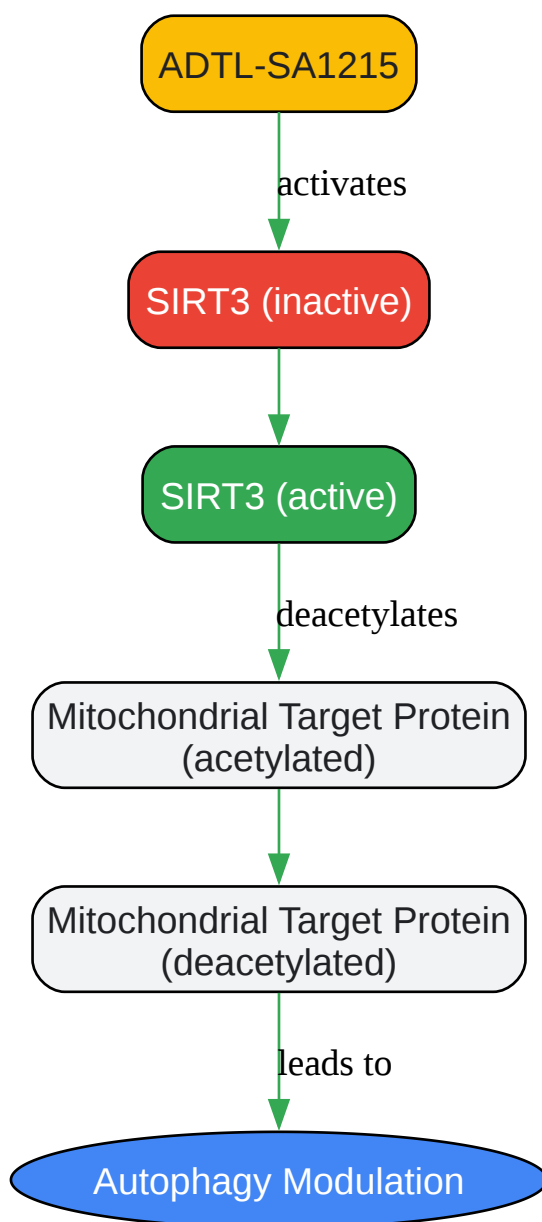 ADTL-SA1215
activates
SIRT3 (inactive)
SIRT3 (active)
deacetylates
Mitochondrial Target Protein
(acetylated)
Mitochondrial Target Protein
(deacetylated)
leads to
Autophagy Modulation